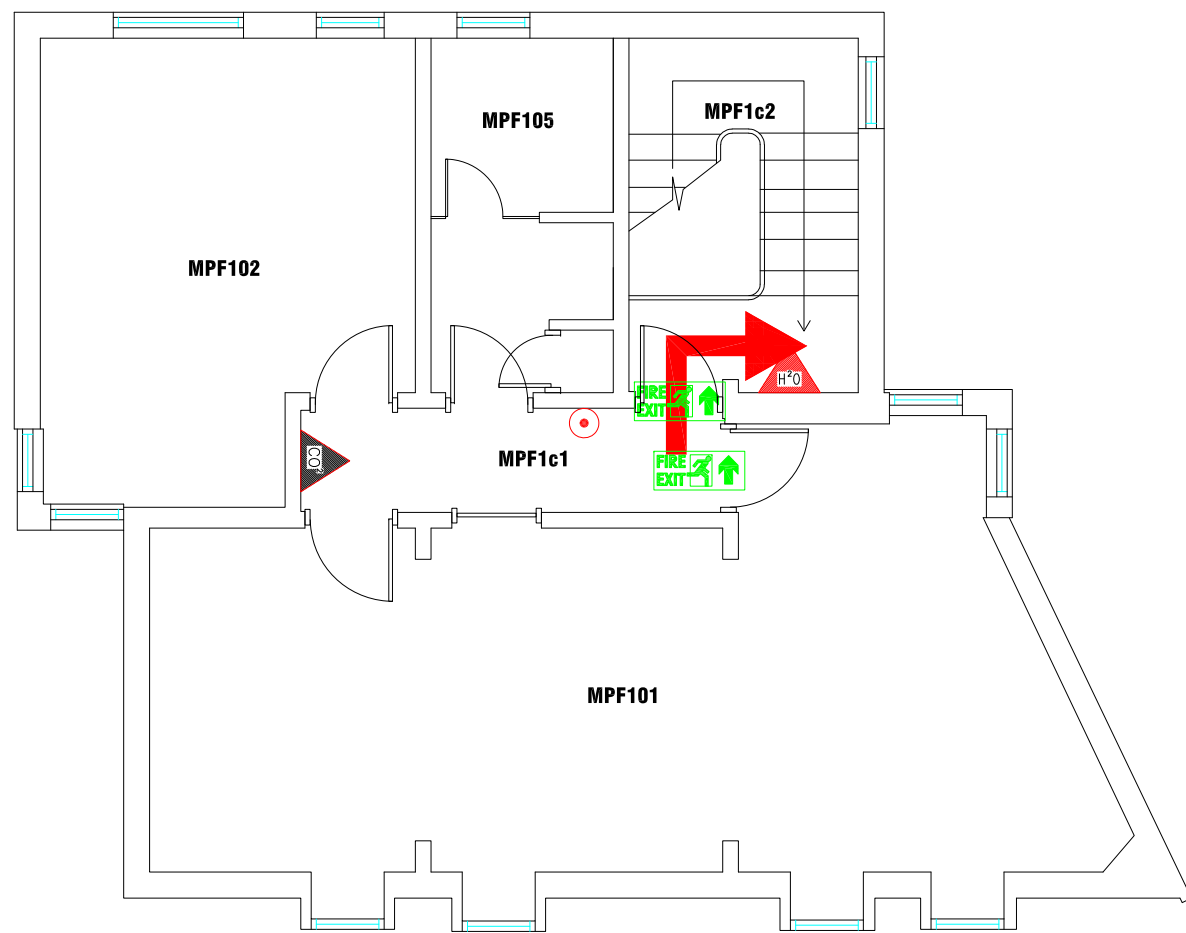 MPF1c2
MPF105
MPF102
H²O
FIRE
EXIT
CO²
MPF1c1
FIRE
EXIT
MPF101